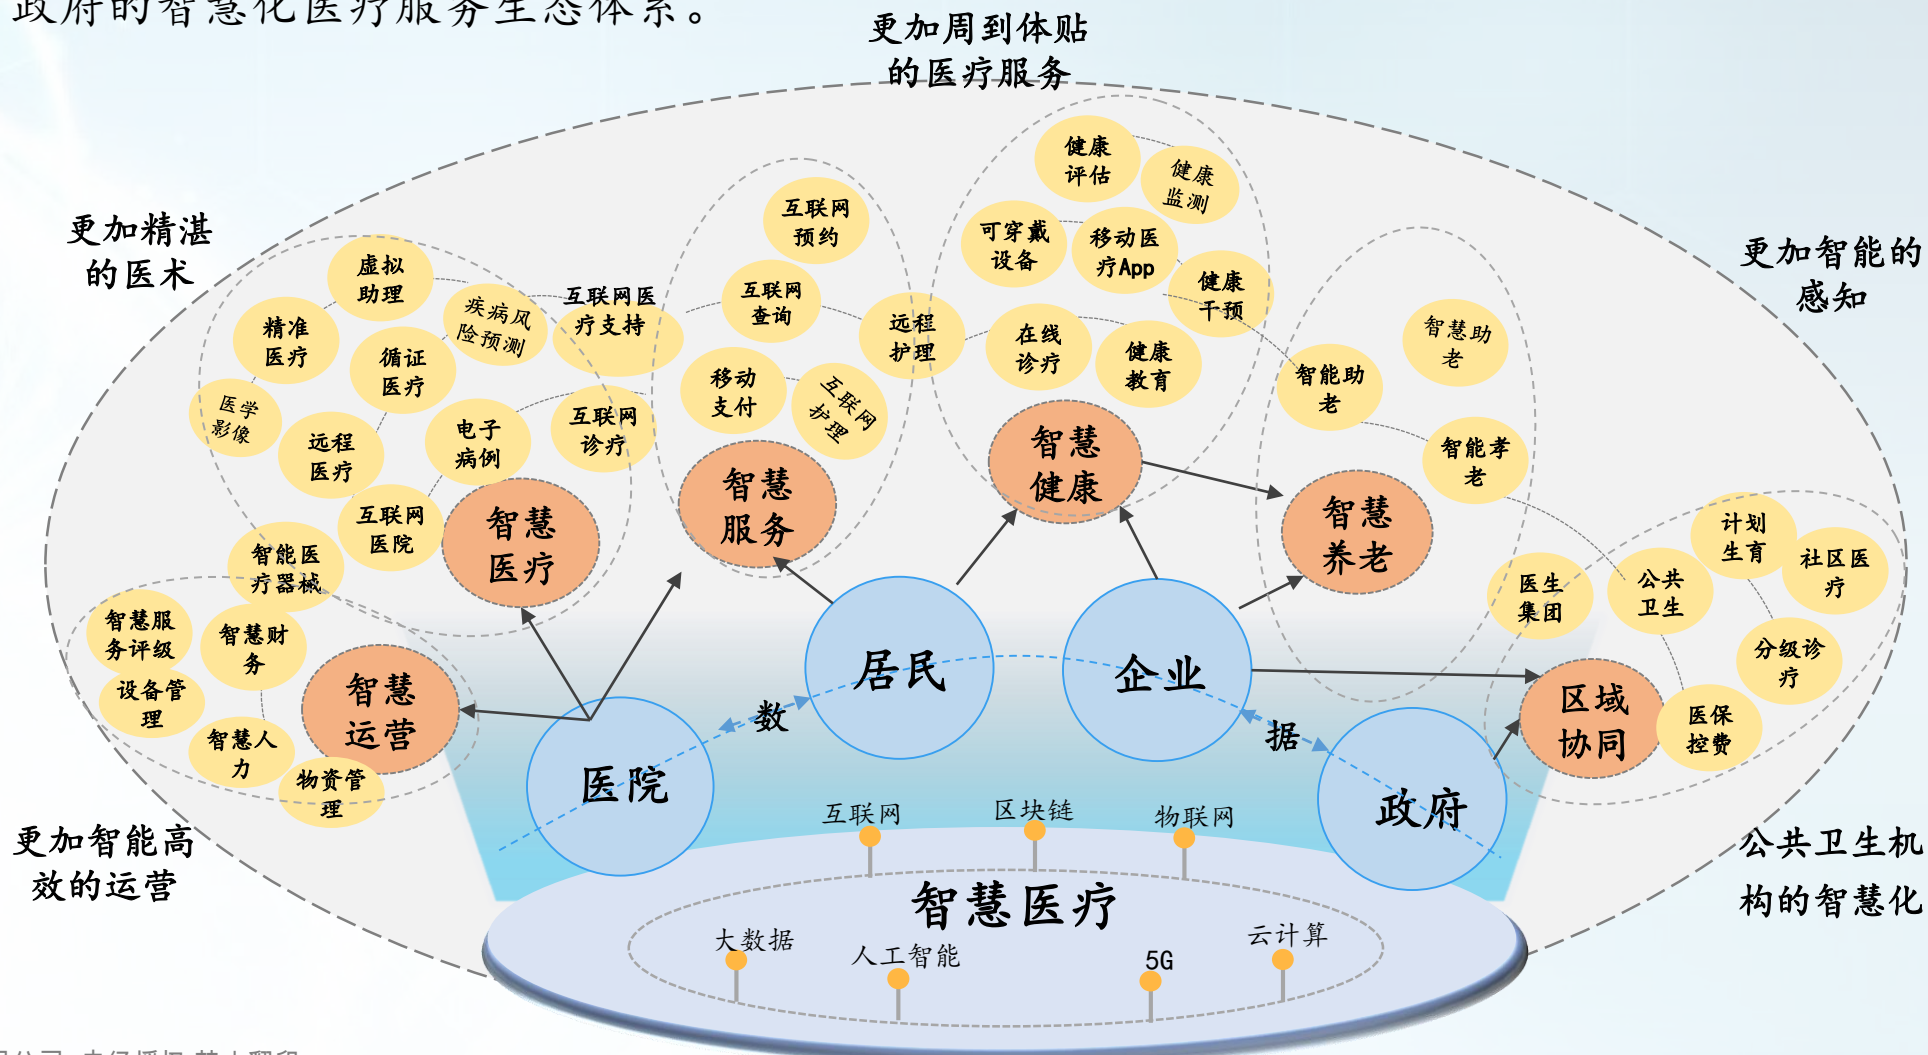 政府的智慧化医疗服务生态体系。
更加周到体贴
的医疗服务
更加精湛
的医术
更加智能的
感知
更加智能高
效的运营
公共卫生机
构的智慧化
健康
评估
健康
监测
可穿戴
设备
移动医
疗App
健康
干预
在线
诊疗
健康
教育
互联网
预约
互联网
查询
远程
护理
移动
支付
互联网
护理
虚拟
助理
疾病风
险预测
互联网医
疗支持
精准
医疗
循证
医疗
医学
影像
远程
医疗
电子
病例
互联网
诊疗
互联网
医院
智能医
疗器械
智慧
医疗
智慧
服务
智慧
健康
智慧
养老
智慧助
老
智能助
老
智能孝
老
医生
集团
公共
卫生
计划
生育
社区医
疗
分级诊
疗
医保
控费
区域
协同
智慧服
务评级
智慧财
务
设备管
理
智慧人
力
物资管
理
智慧
运营
医院
数
居民
企业
据
政府
互联网
区块链
物联网
智慧医疗
大数据
人工智能
5G
云计算